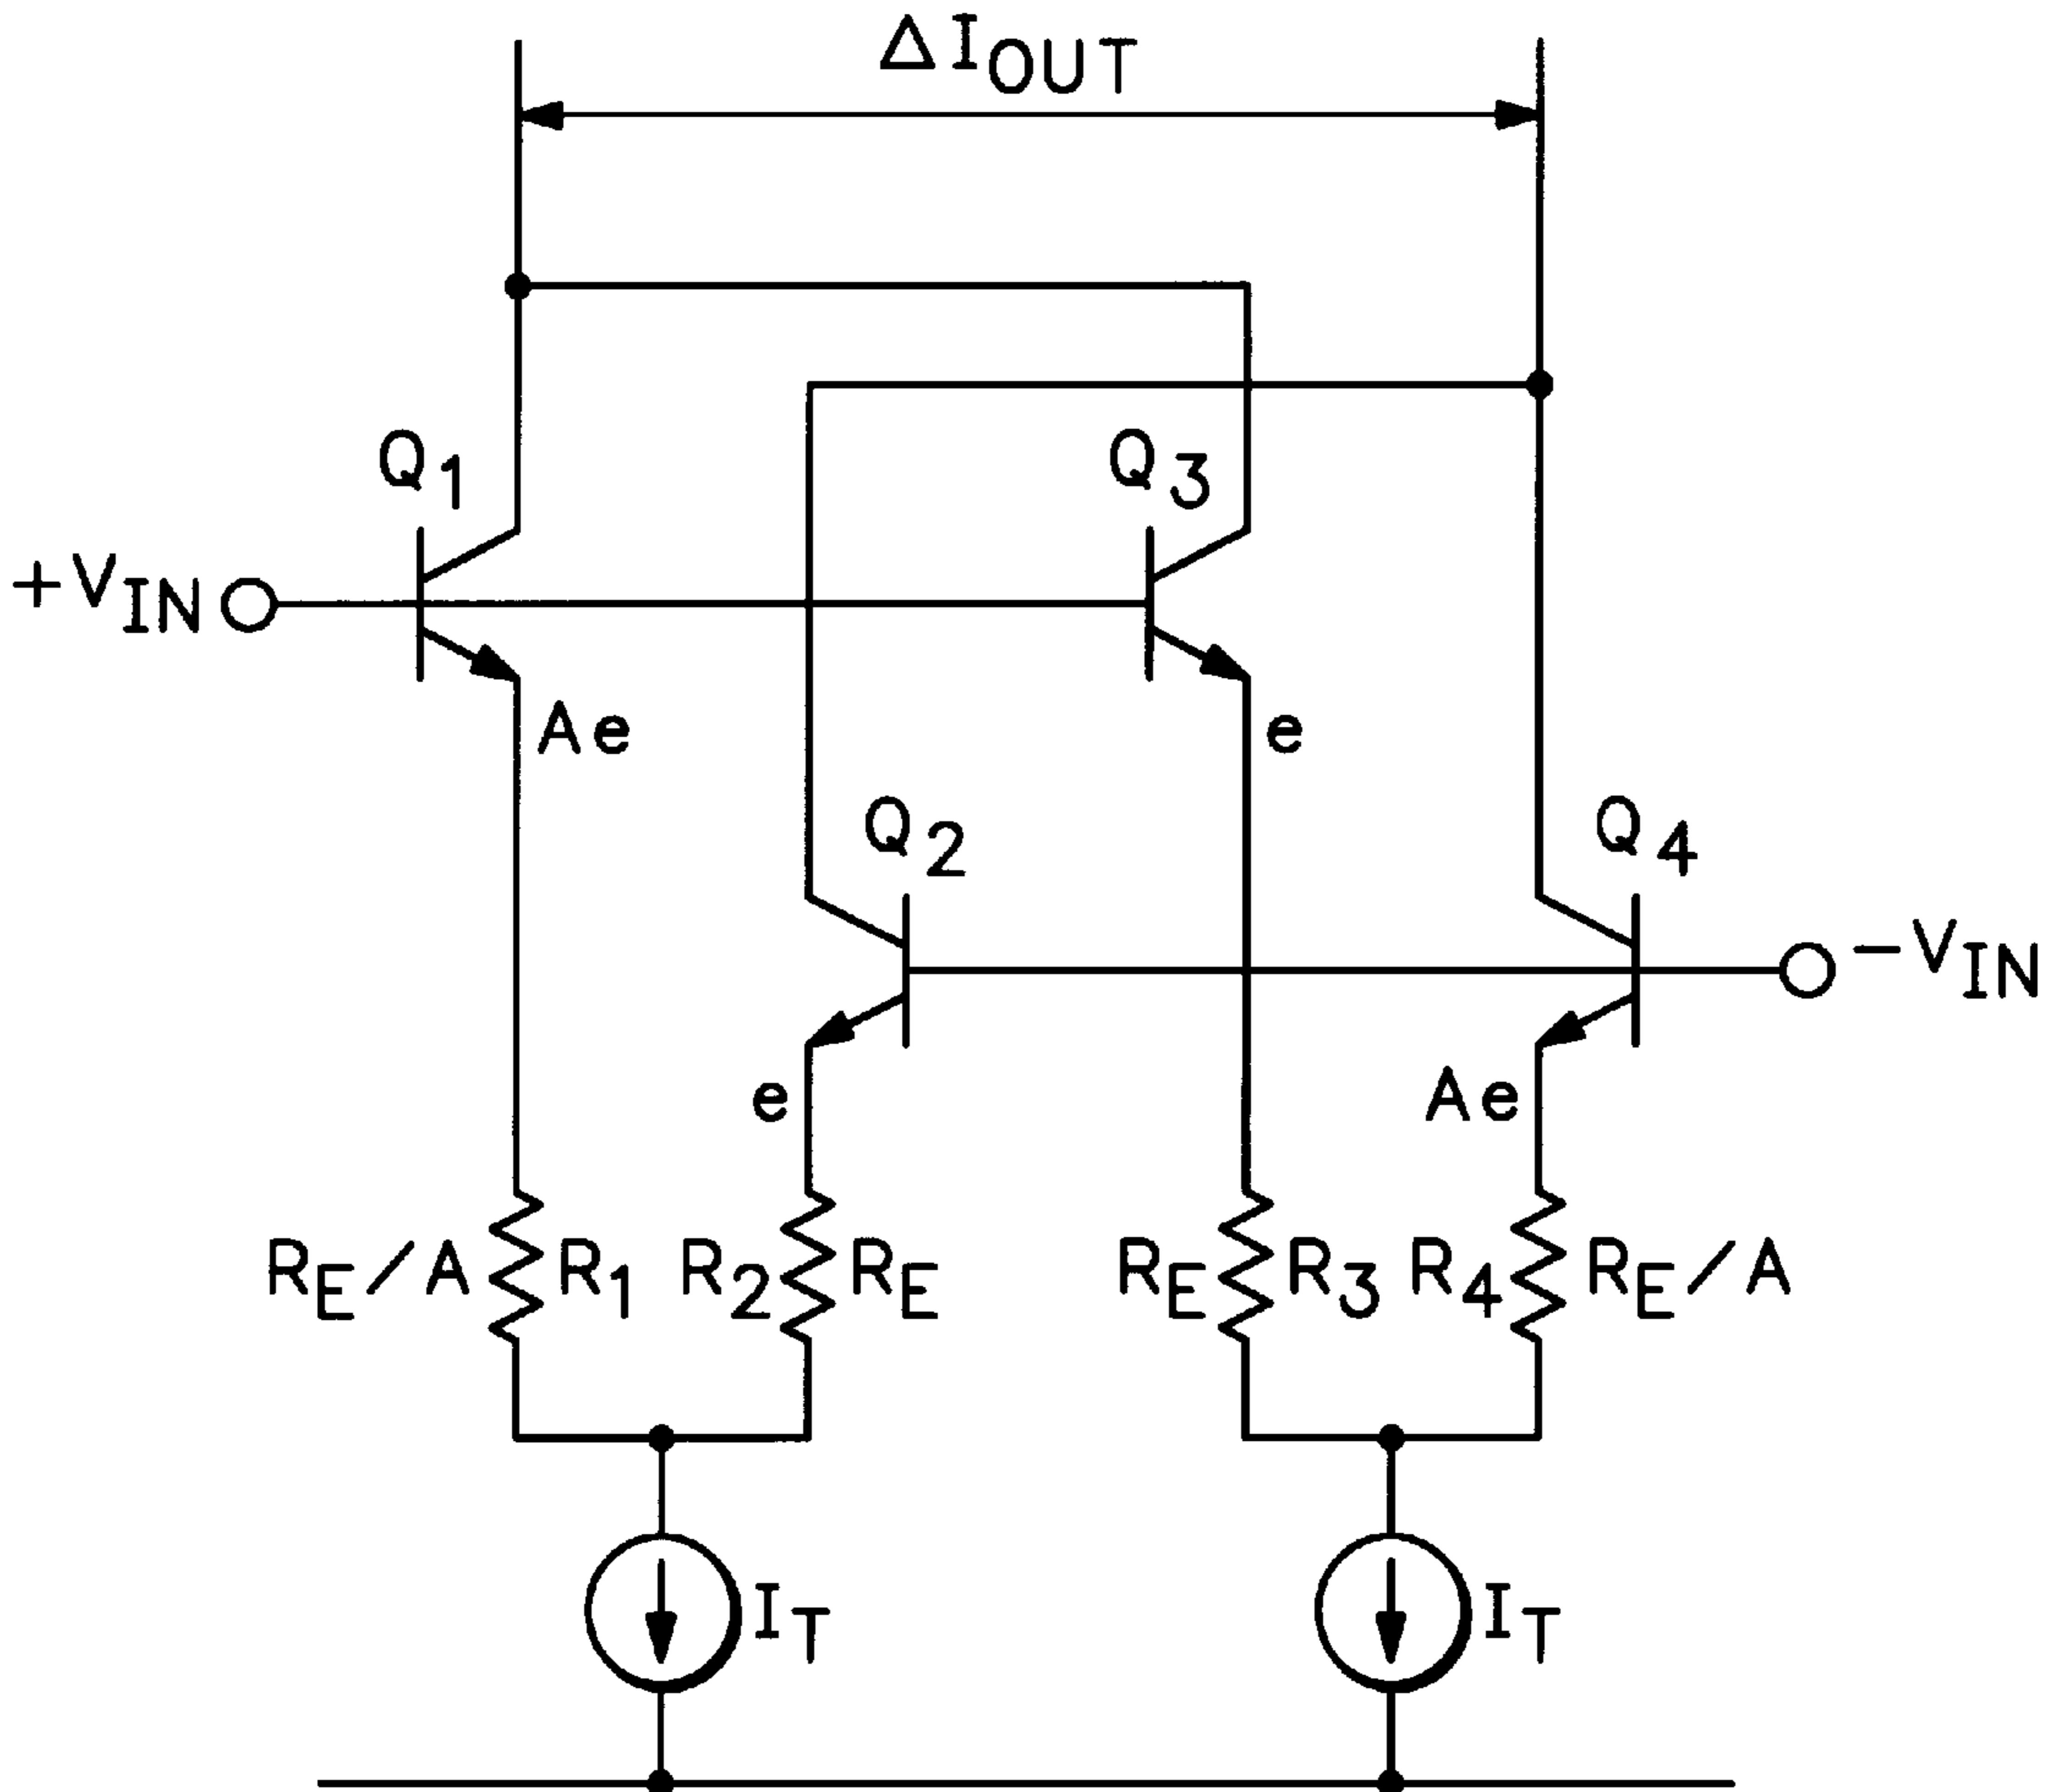 ΔIOUT
Q1
Q3
+VIN
Ae
e
Q2
Q4
-VIN
e
Ae
RE/A
R1
R2
RE
RE
R3
R4
RE/A
IT
IT